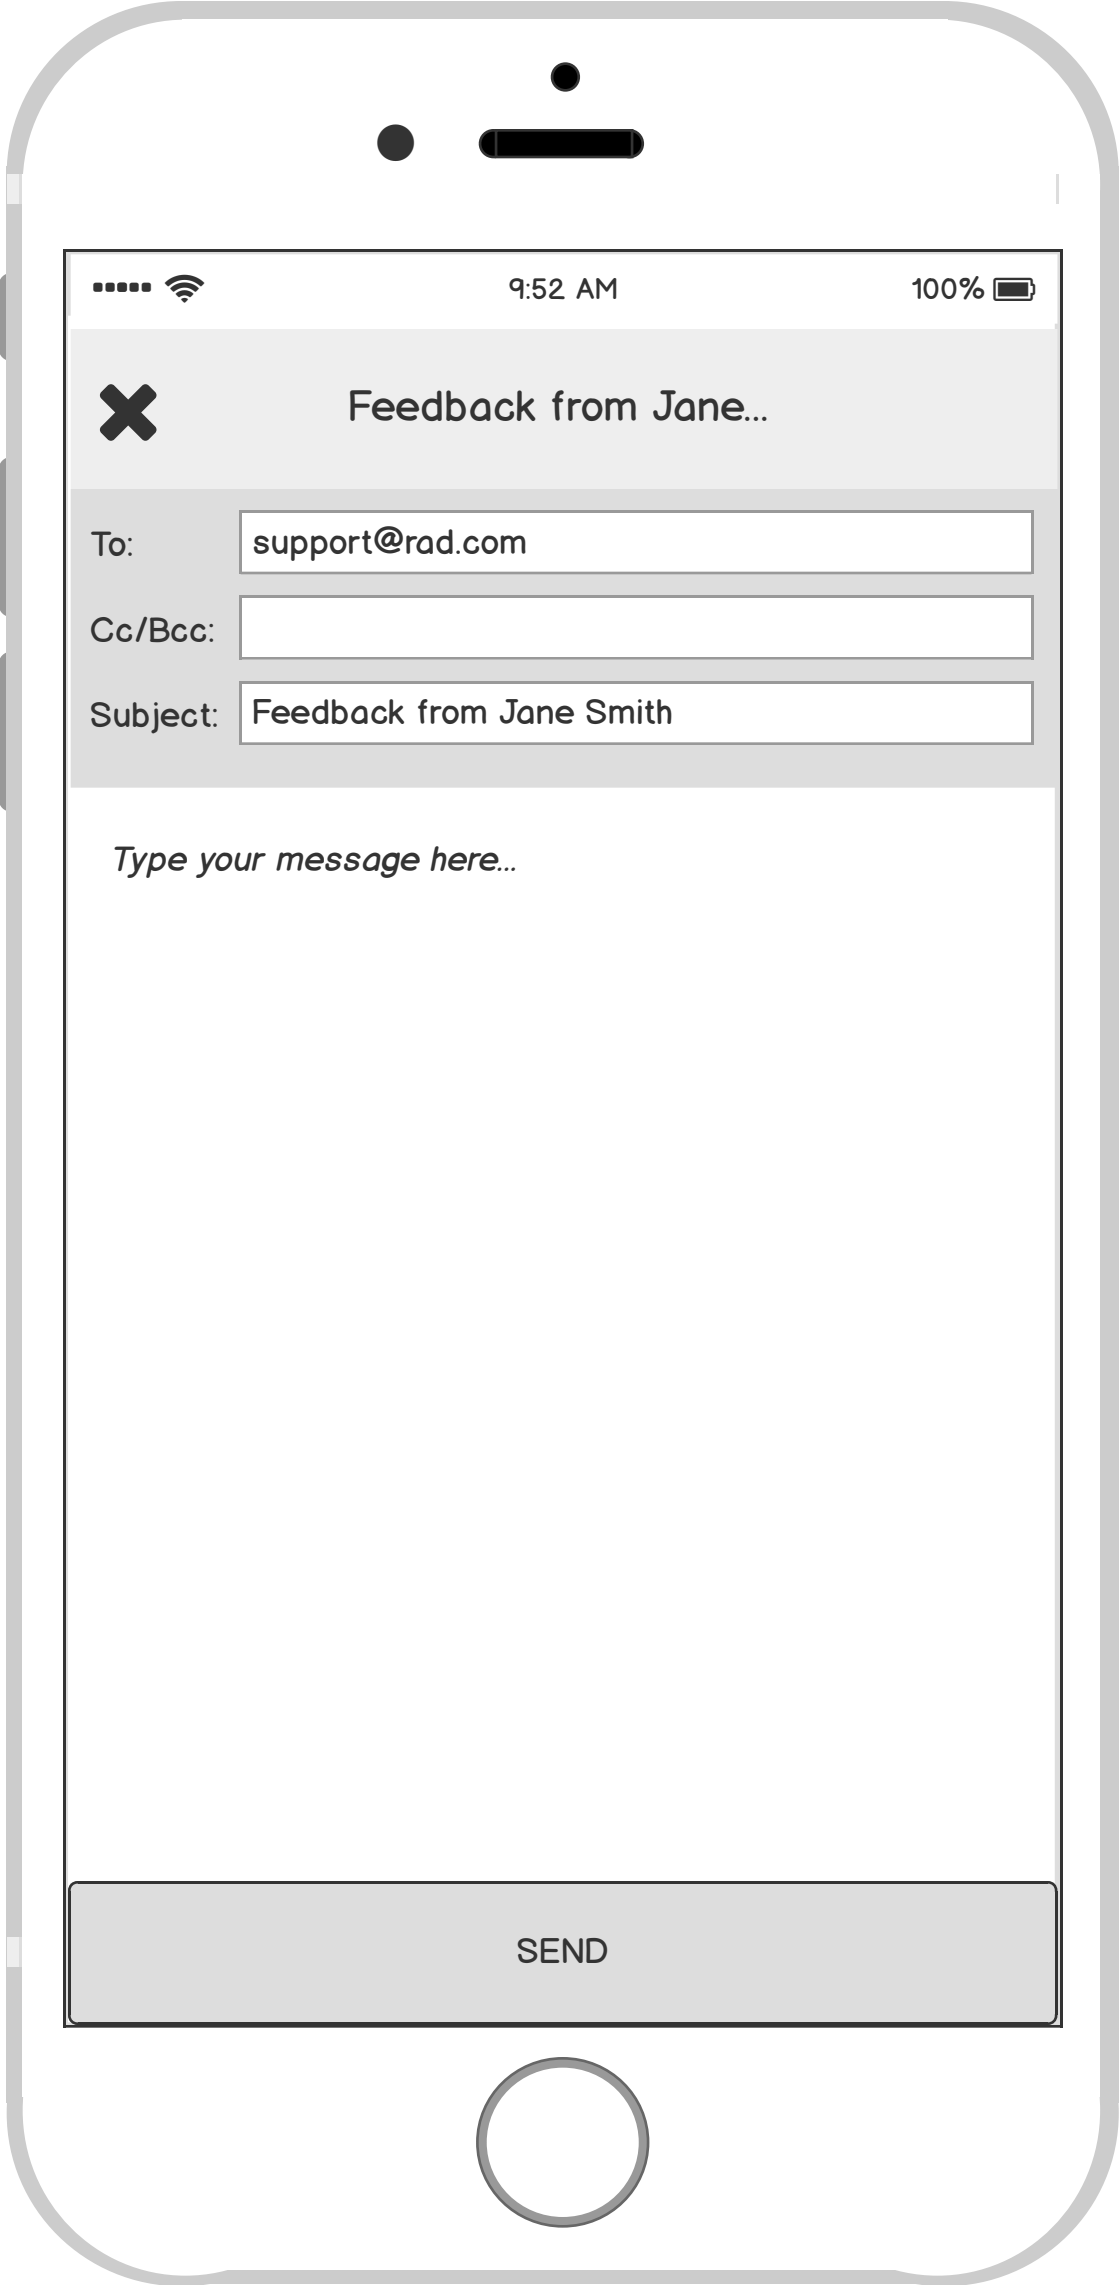 9:52 AM 100%
Feedback from Jane...
To: support@rad.com
Cc/Bcc:
Subject: Feedback from Jane Smith
Type your message here...
SEND